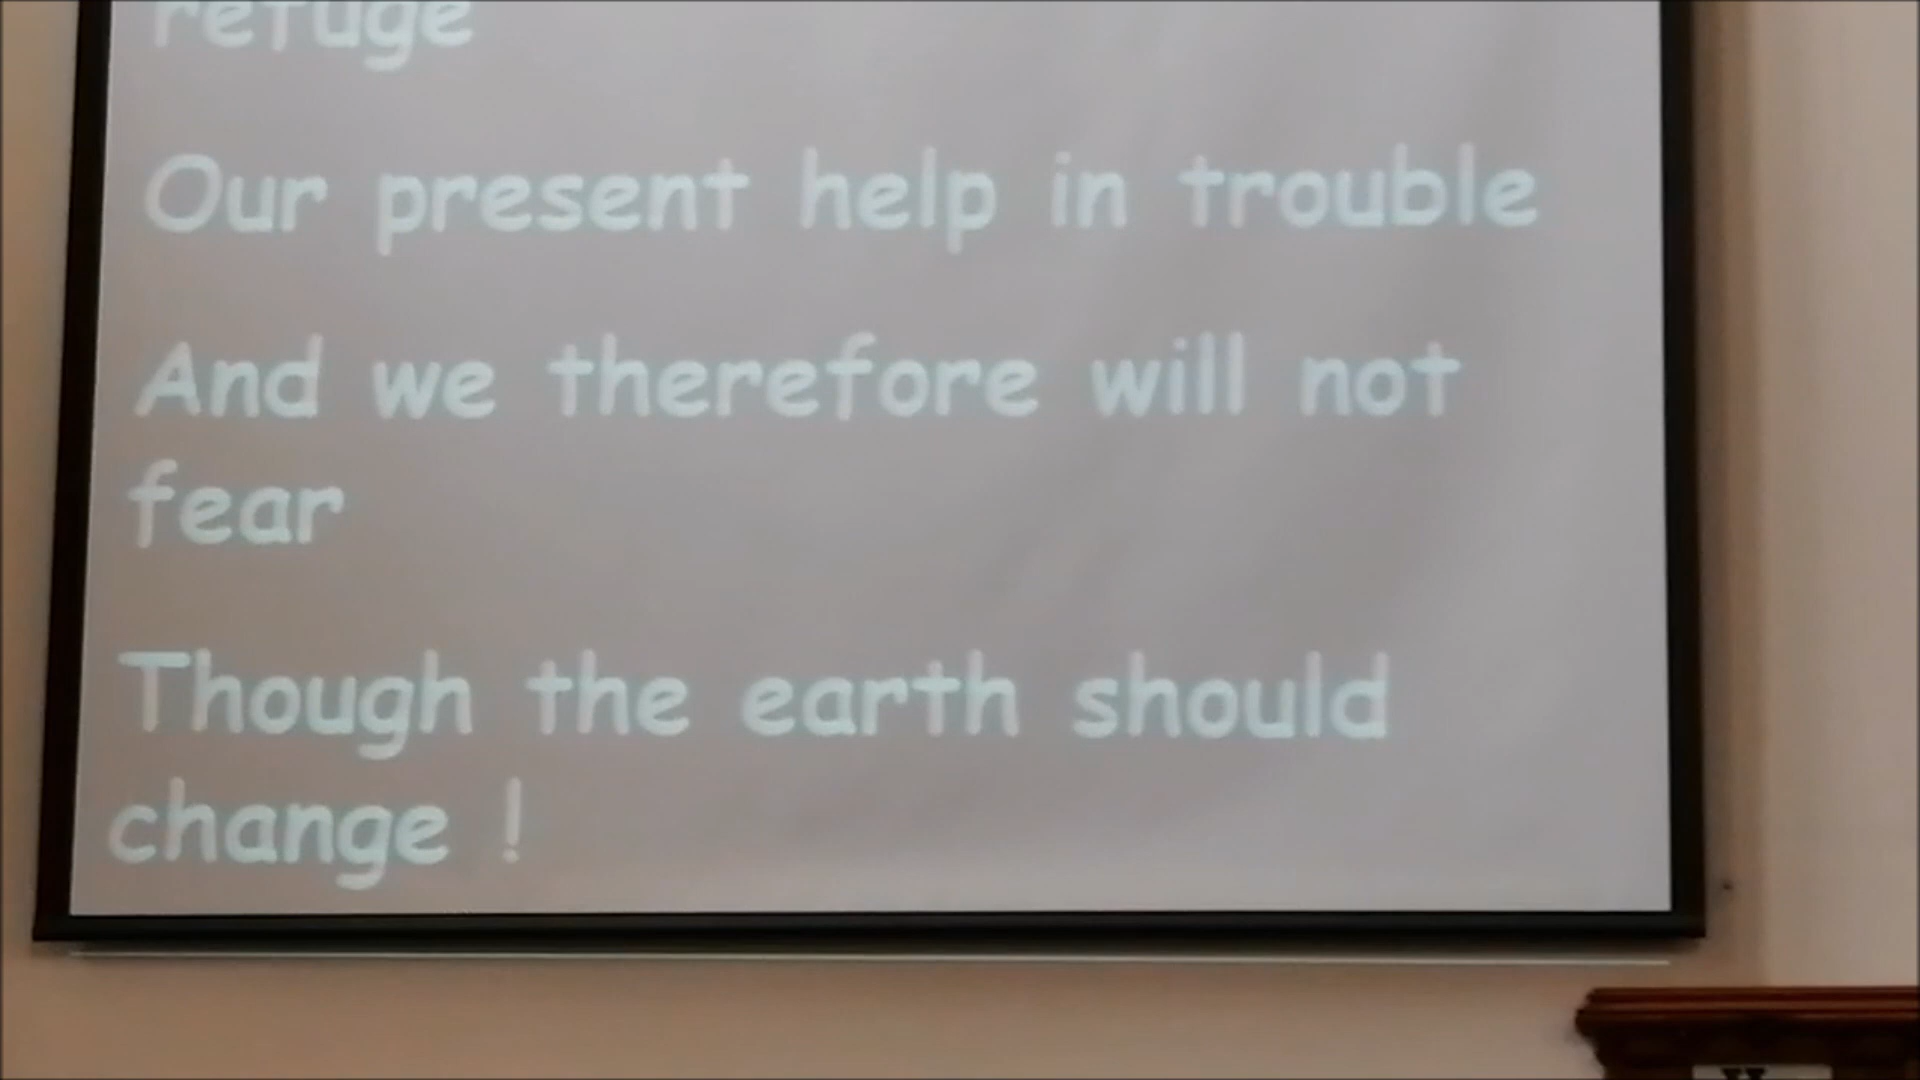 refuge
Our present help in trouble
And we therefore will not
fear
Though the earth should
change !